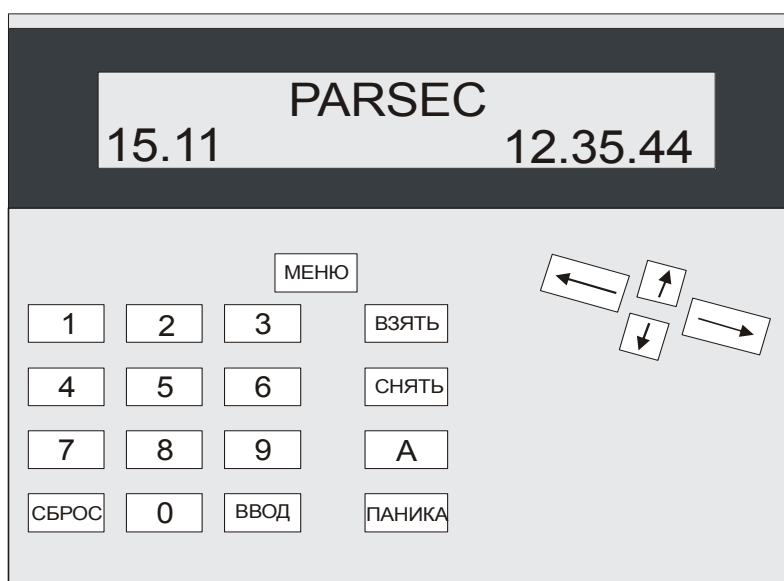 PARSEC
15.11 12.35.44
МЕНЮ
1 2 3 ВЗЯТЬ
4 5 6 СНЯТЬ
7 8 9 А
СБРОС 0 ВВОД ПАНИКА